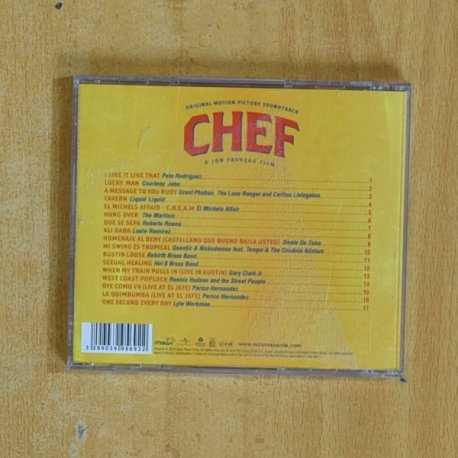 ORIGINAL MOTION PICTURE SOUNDTRACK
CHEF
A JON FAVREAU FILM
I LIKE IT LIKE THAT Pete Rodriguez 1
LUCKY MAN Courtney John 2
A MESSAGE TO YOU RUDY Grant Phabao, The Lone Ranger and Carlton Livingston 3
CAVERN Liquid Liquid 4
EL MICHELS AFFAIR - C.R.E.A.M El Michels Affair 5
HUNG OVER The Martinis 6
QUE SE SEPA Roberto Roena 7
ALI BABA Louie Ramirez 8
HOMENAJE AL BENY (CASTELLANO QUE BUENO BAILA USTED) Gente De Zona 9
MI SWING ES TROPICAL Quantic & Nickodemus feat. Tempo & The Candela Allstars 10
BUSTIN LOOSE Rebirth Brass Band 11
SEXUAL HEALING Hot 8 Brass Band 12
WHEN MY TRAIN PULLS IN (LIVE IN AUSTIN) Gary Clark Jr. 13
WEST COAST POPLOCK Ronnie Hudson and the Street People 14
OYE COMO VA (LIVE AT EL JEFE) Perico Hernandez 15
LA QUIMBUMBA (LIVE AT EL JEFE) Perico Hernandez 16
ONE SECOND EVERY DAY Lyle Workman 17
milan